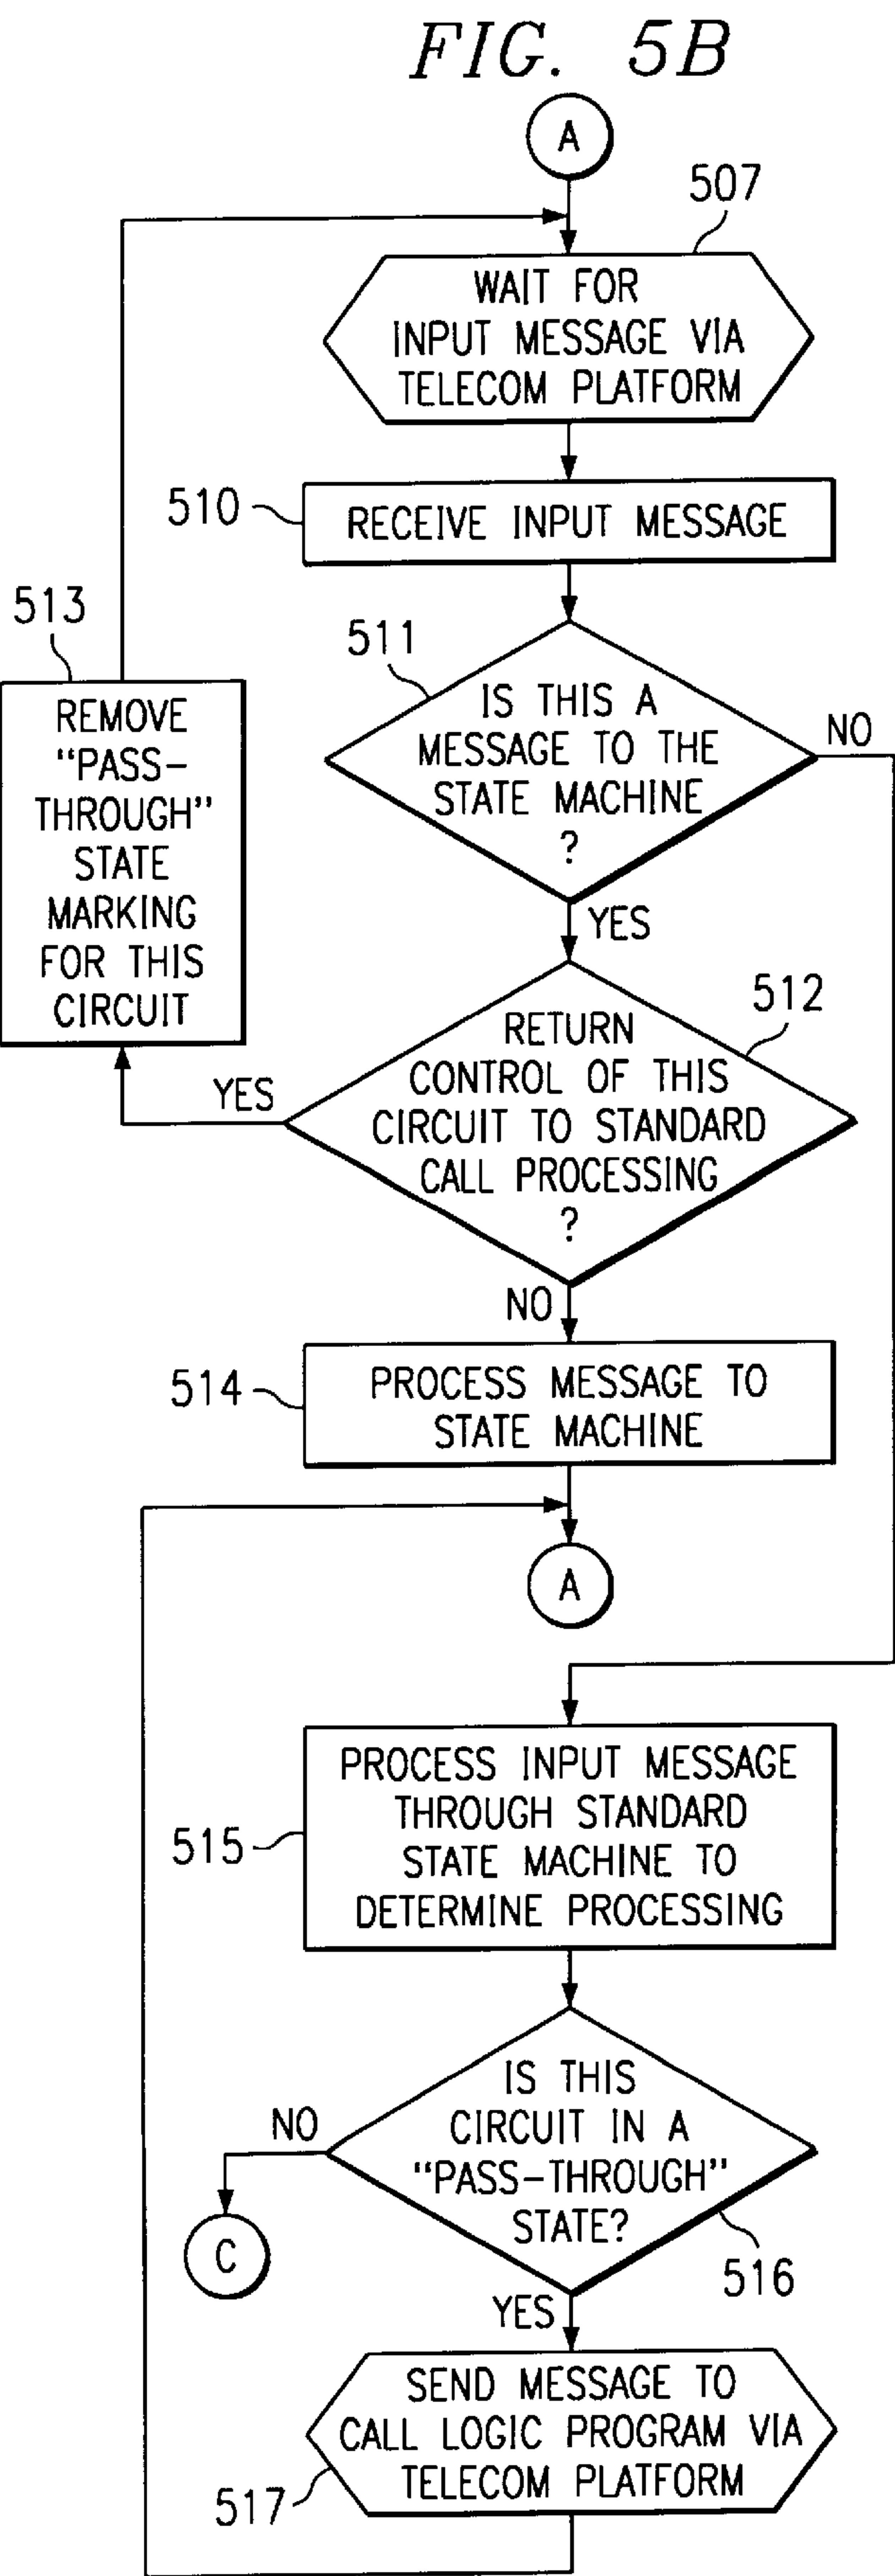 FIG. 5B
A
507
WAIT FOR
INPUT MESSAGE VIA
TELECOM PLATFORM
510
RECEIVE INPUT MESSAGE
513
REMOVE
"PASS-
THROUGH"
STATE
MARKING
FOR THIS
CIRCUIT
511
IS THIS A
MESSAGE TO THE
STATE MACHINE
?
NO
YES
512
RETURN
CONTROL OF THIS
CIRCUIT TO STANDARD
CALL PROCESSING
?
YES
NO
514
PROCESS MESSAGE TO
STATE MACHINE
A
515
PROCESS INPUT MESSAGE
THROUGH STANDARD
STATE MACHINE TO
DETERMINE PROCESSING
IS THIS
CIRCUIT IN A
"PASS-THROUGH"
STATE?
NO
C
516
YES
SEND MESSAGE TO
CALL LOGIC PROGRAM VIA
TELECOM PLATFORM
517